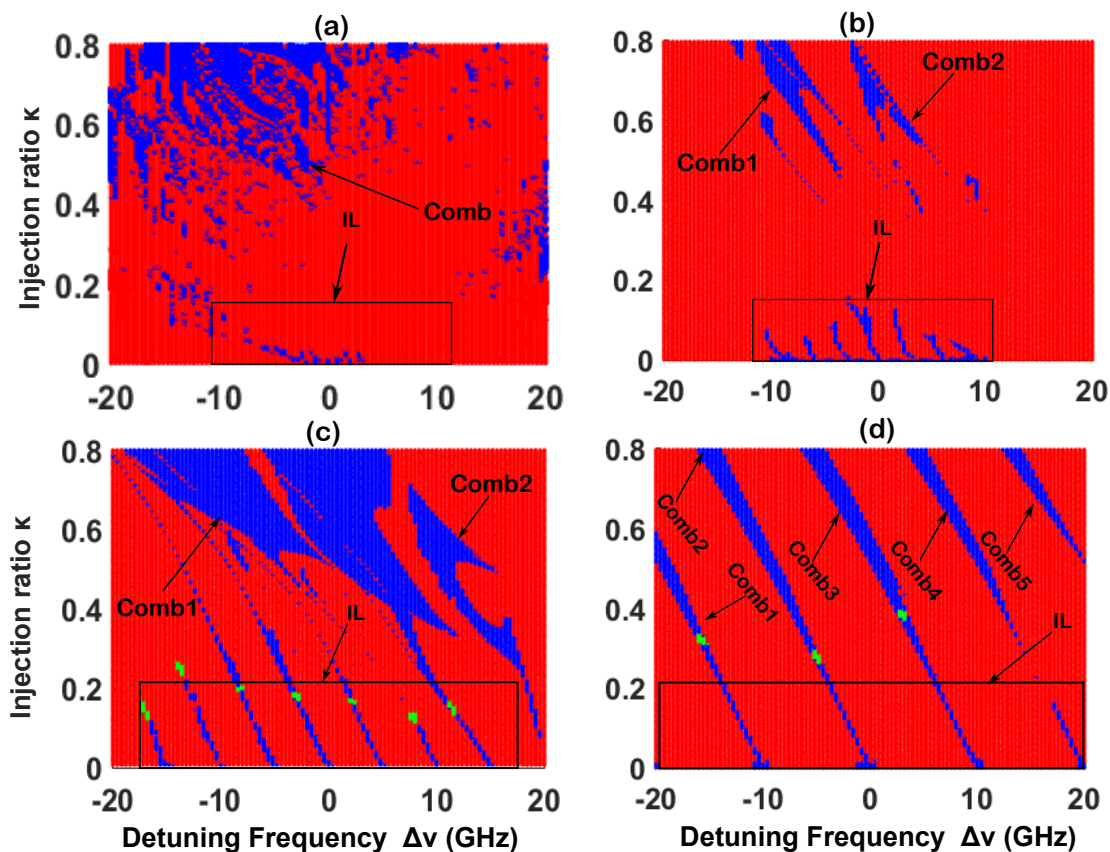 (a)
0.8
0.6
0.4
0.2
0
Injection ratio κ
Comb
IL
-20 -10 0 10 20
(b)
0.8
0.6
0.4
0.2
0
Comb1
Comb2
IL
-20 -10 0 10 20
(c)
0.8
0.6
0.4
0.2
0
Injection ratio κ
Comb1
Comb2
IL
-20 -10 0 10 20
Detuning Frequency Δν (GHz)
(d)
0.8
0.6
0.4
0.2
0
Comb2
Comb1
Comb3
Comb4
Comb5
IL
-20 -10 0 10 20
Detuning Frequency Δν (GHz)